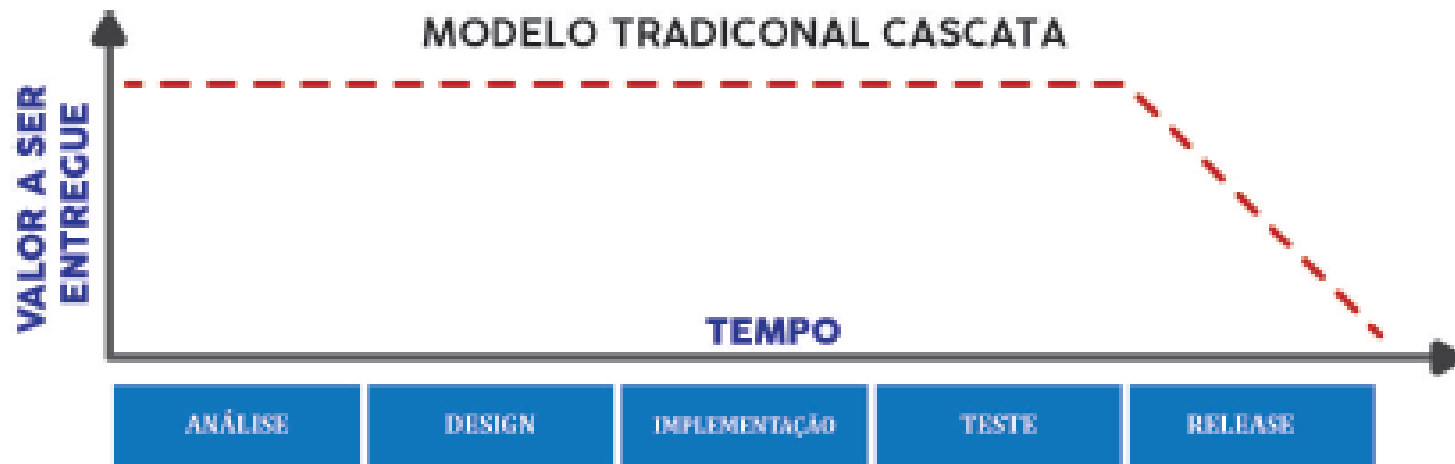 MODELO TRADICONAL CASCATA
VALOR A SER
ENTREGUE
TEMPO
ANÁLISE
DESIGN
IMPLEMENTAÇÃO
TESTE
RELEASE